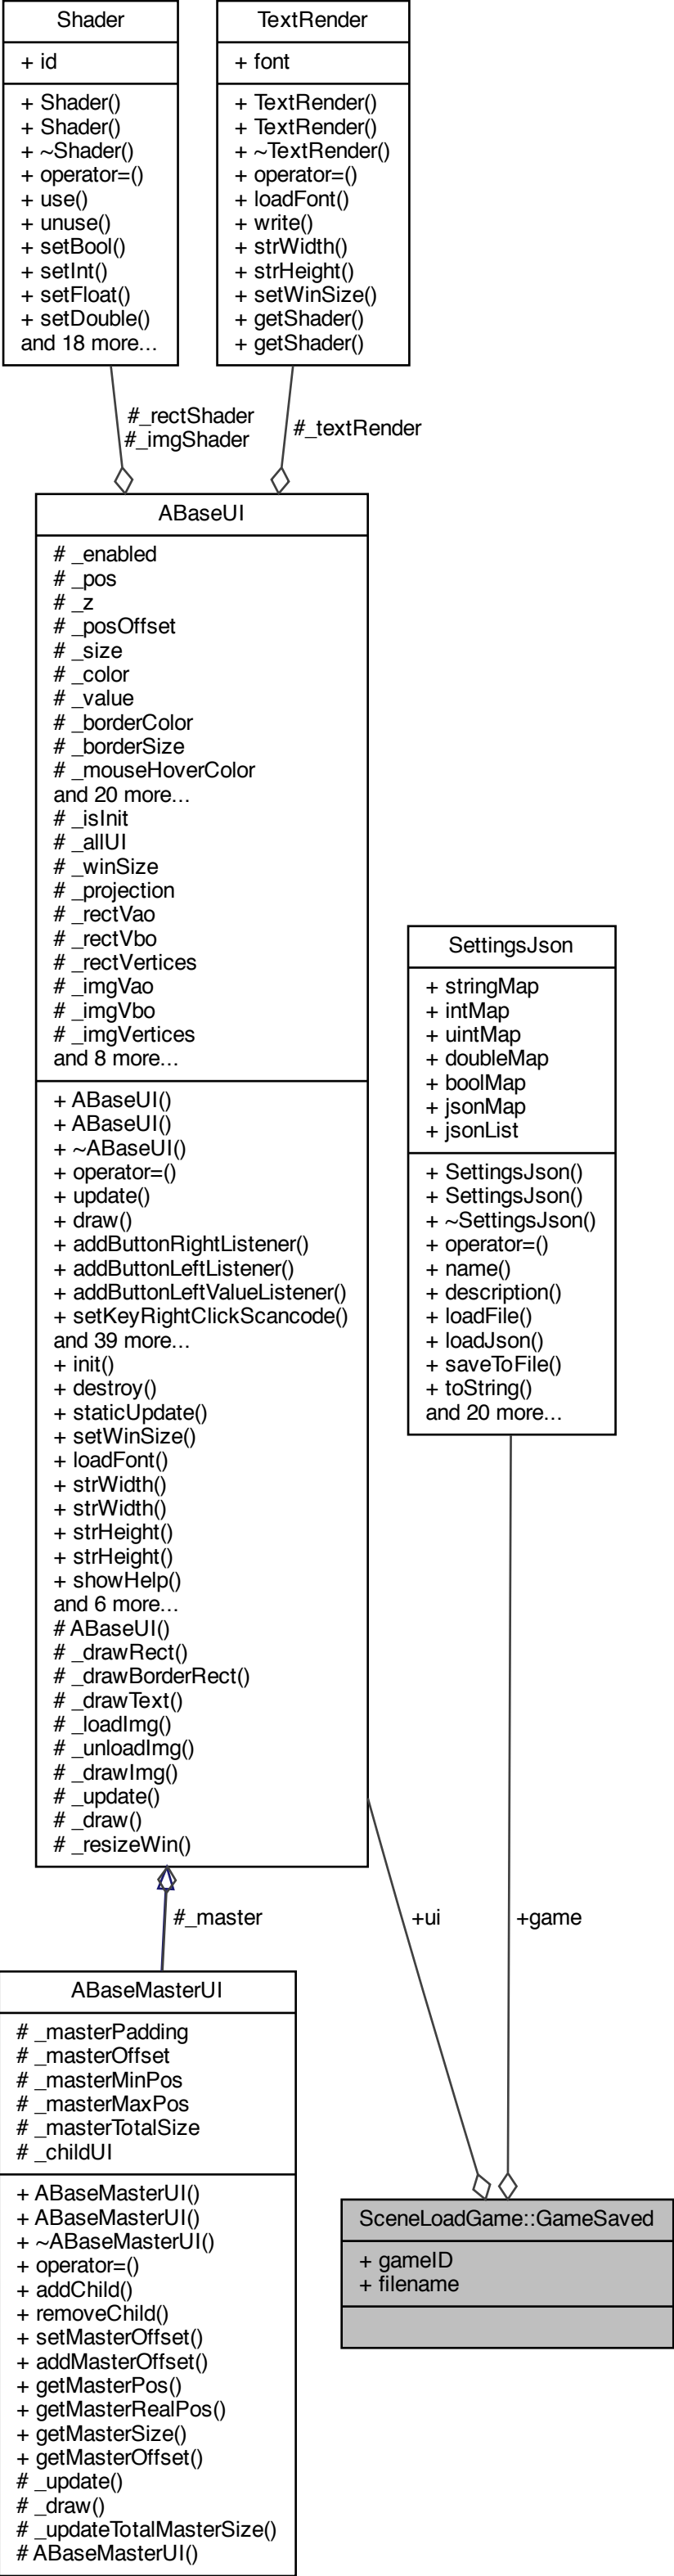 Shader
+ id
+ Shader()
+ Shader()
+ ~Shader()
+ operator=()
+ use()
+ unuse()
+ setBool()
+ setInt()
+ setFloat()
+ setDouble()
and 18 more...
TextRender
+ font
+ TextRender()
+ TextRender()
+ ~TextRender()
+ operator=()
+ loadFont()
+ write()
+ strWidth()
+ strHeight()
+ setWinSize()
+ getShader()
+ getShader()
#_rectShader
#_imgShader
#_textRender
ABaseUI
# _enabled
# _pos
# _z
# _posOffset
# _size
# _color
# _value
# _borderColor
# _borderSize
# _mouseHoverColor
and 20 more...
# _isInit
# _allUI
# _winSize
# _projection
# _rectVao
# _rectVbo
# _rectVertices
# _imgVao
# _imgVbo
# _imgVertices
and 8 more...
+ ABaseUI()
+ ABaseUI()
+ ~ABaseUI()
+ operator=()
+ update()
+ draw()
+ addButtonRightListener()
+ addButtonLeftListener()
+ addButtonLeftValueListener()
+ setKeyRightClickScancode()
and 39 more...
+ init()
+ destroy()
+ staticUpdate()
+ setWinSize()
+ loadFont()
+ strWidth()
+ strWidth()
+ strHeight()
+ strHeight()
+ showHelp()
and 6 more...
# ABaseUI()
# _drawRect()
# _drawBorderRect()
# _drawText()
# _loadImg()
# _unloadImg()
# _drawImg()
# _update()
# _draw()
# _resizeWin()
SettingsJson
+ stringMap
+ intMap
+ uintMap
+ doubleMap
+ boolMap
+ jsonMap
+ jsonList
+ SettingsJson()
+ SettingsJson()
+ ~SettingsJson()
+ operator=()
+ name()
+ description()
+ loadFile()
+ loadJson()
+ saveToFile()
+ toString()
and 20 more...
#_master
+ui
+game
ABaseMasterUI
# _masterPadding
# _masterOffset
# _masterMinPos
# _masterMaxPos
# _masterTotalSize
# _childUI
+ ABaseMasterUI()
+ ABaseMasterUI()
+ ~ABaseMasterUI()
+ operator=()
+ addChild()
+ removeChild()
+ setMasterOffset()
+ addMasterOffset()
+ getMasterPos()
+ getMasterRealPos()
+ getMasterSize()
+ getMasterOffset()
# _update()
# _draw()
# _updateTotalMasterSize()
# ABaseMasterUI()
SceneLoadGame::GameSaved
+ gameID
+ filename